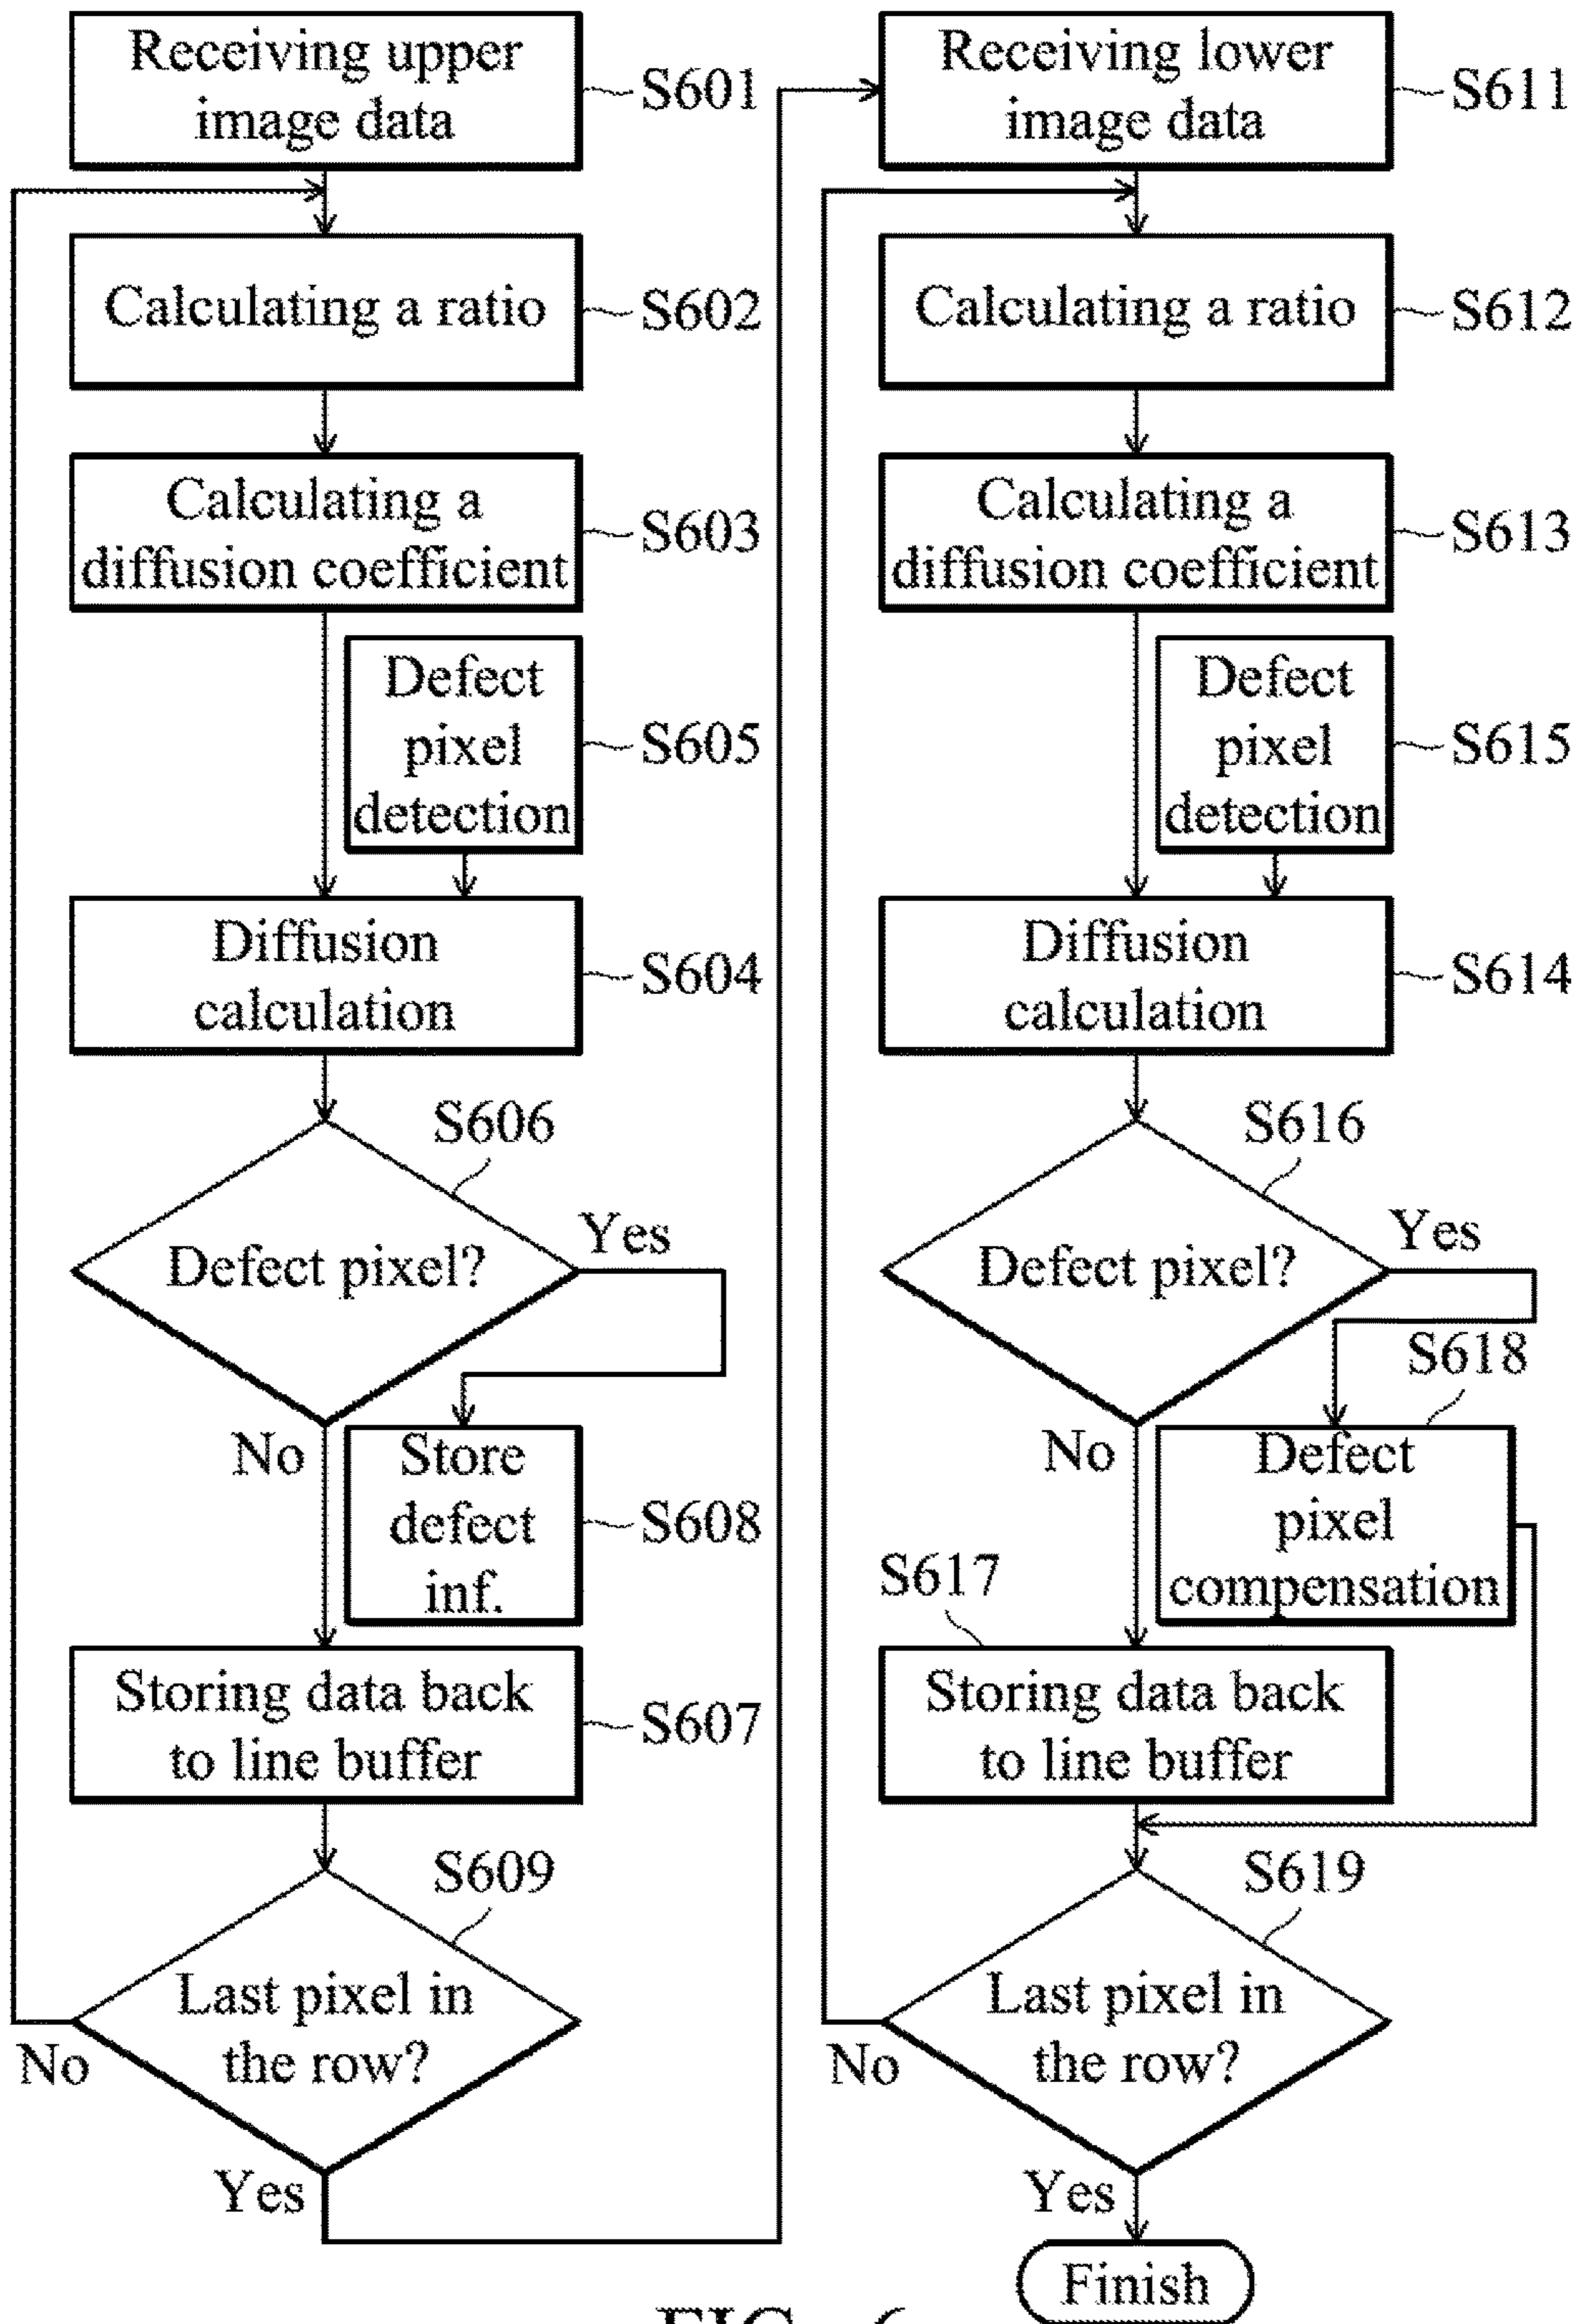 Receiving upper
image data
S601
Calculating a ratio
S602
Calculating a
diffusion coefficient
S603
Defect
pixel
detection
S605
Diffusion
calculation
S604
S606
Defect pixel?
Yes
No
Store
defect
inf.
S608
Storing data back
to line buffer
S607
S609
Last pixel in
the row?
No
Yes
Receiving lower
image data
S611
Calculating a ratio
S612
Calculating a
diffusion coefficient
S613
Defect
pixel
detection
S615
Diffusion
calculation
S614
S616
Defect pixel?
Yes
S618
No
Defect
pixel
compensation
S617
Storing data back
to line buffer
S619
Last pixel in
the row?
No
Yes
Finish
FIG. 6